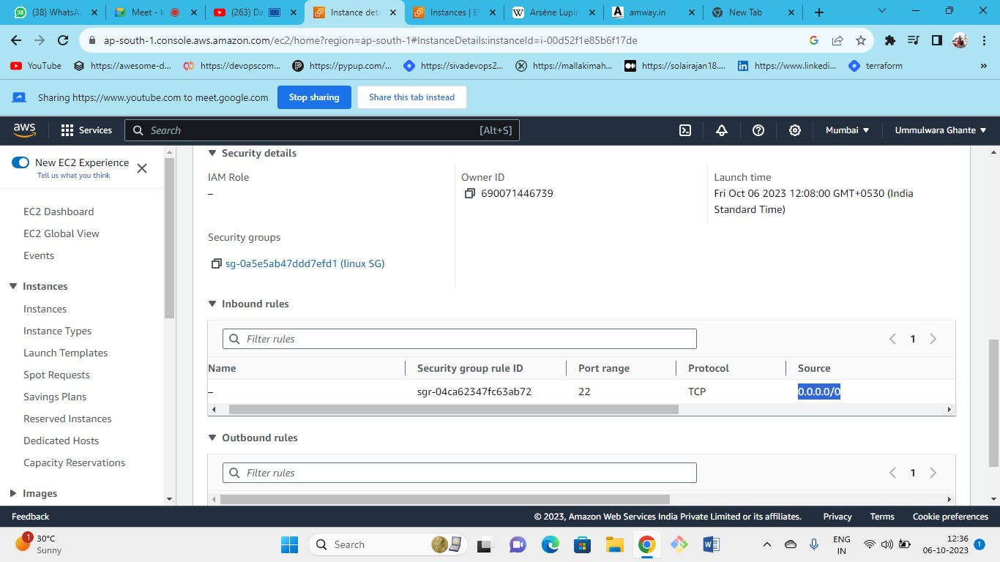 38
(38) WhatsA
Meet - k
(263) Da
Instance deta
Instances | E
Arsène Lupin
amway.in
New Tab
ap-south-1.console.aws.amazon.com/ec2/home?region=ap-south-1#InstanceDetails:instanceId=i-00d52f1e85b6f17de
YouTube
https://awesome-d...
https://devopscom...
https://pypup.com/...
https://sivadevops2...
https://mallakimah...
https://solairajan18....
https://www.linkedi...
terraform
»
Sharing https://www.youtube.com to meet.google.com
Stop sharing
Share this tab instead
aws
Services
Search
[Alt+S]
Mumbai
Ummulwara Ghante
New EC2 Experience
Tell us what you think
EC2 Dashboard
EC2 Global View
Events
Instances
Instances
Instance Types
Launch Templates
Spot Requests
Savings Plans
Reserved Instances
Dedicated Hosts
Capacity Reservations
Images
Security details
IAM Role
–
Owner ID
690071446739
Launch time
Fri Oct 06 2023 12:08:00 GMT+0530 (India
Standard Time)
Security groups
sg-0a5e5ab47ddd7efd1 (linux SG)
Inbound rules
Filter rules
1
Name
Security group rule ID
Port range
Protocol
Source
–
sgr-04ca62347fc63ab72
22
TCP
0.0.0.0/0
Outbound rules
Filter rules
1
Feedback
© 2023, Amazon Web Services India Private Limited or its affiliates.
Privacy
Terms
Cookie preferences
1
30°C
Sunny
Search
ENG
IN
12:36
06-10-2023
1